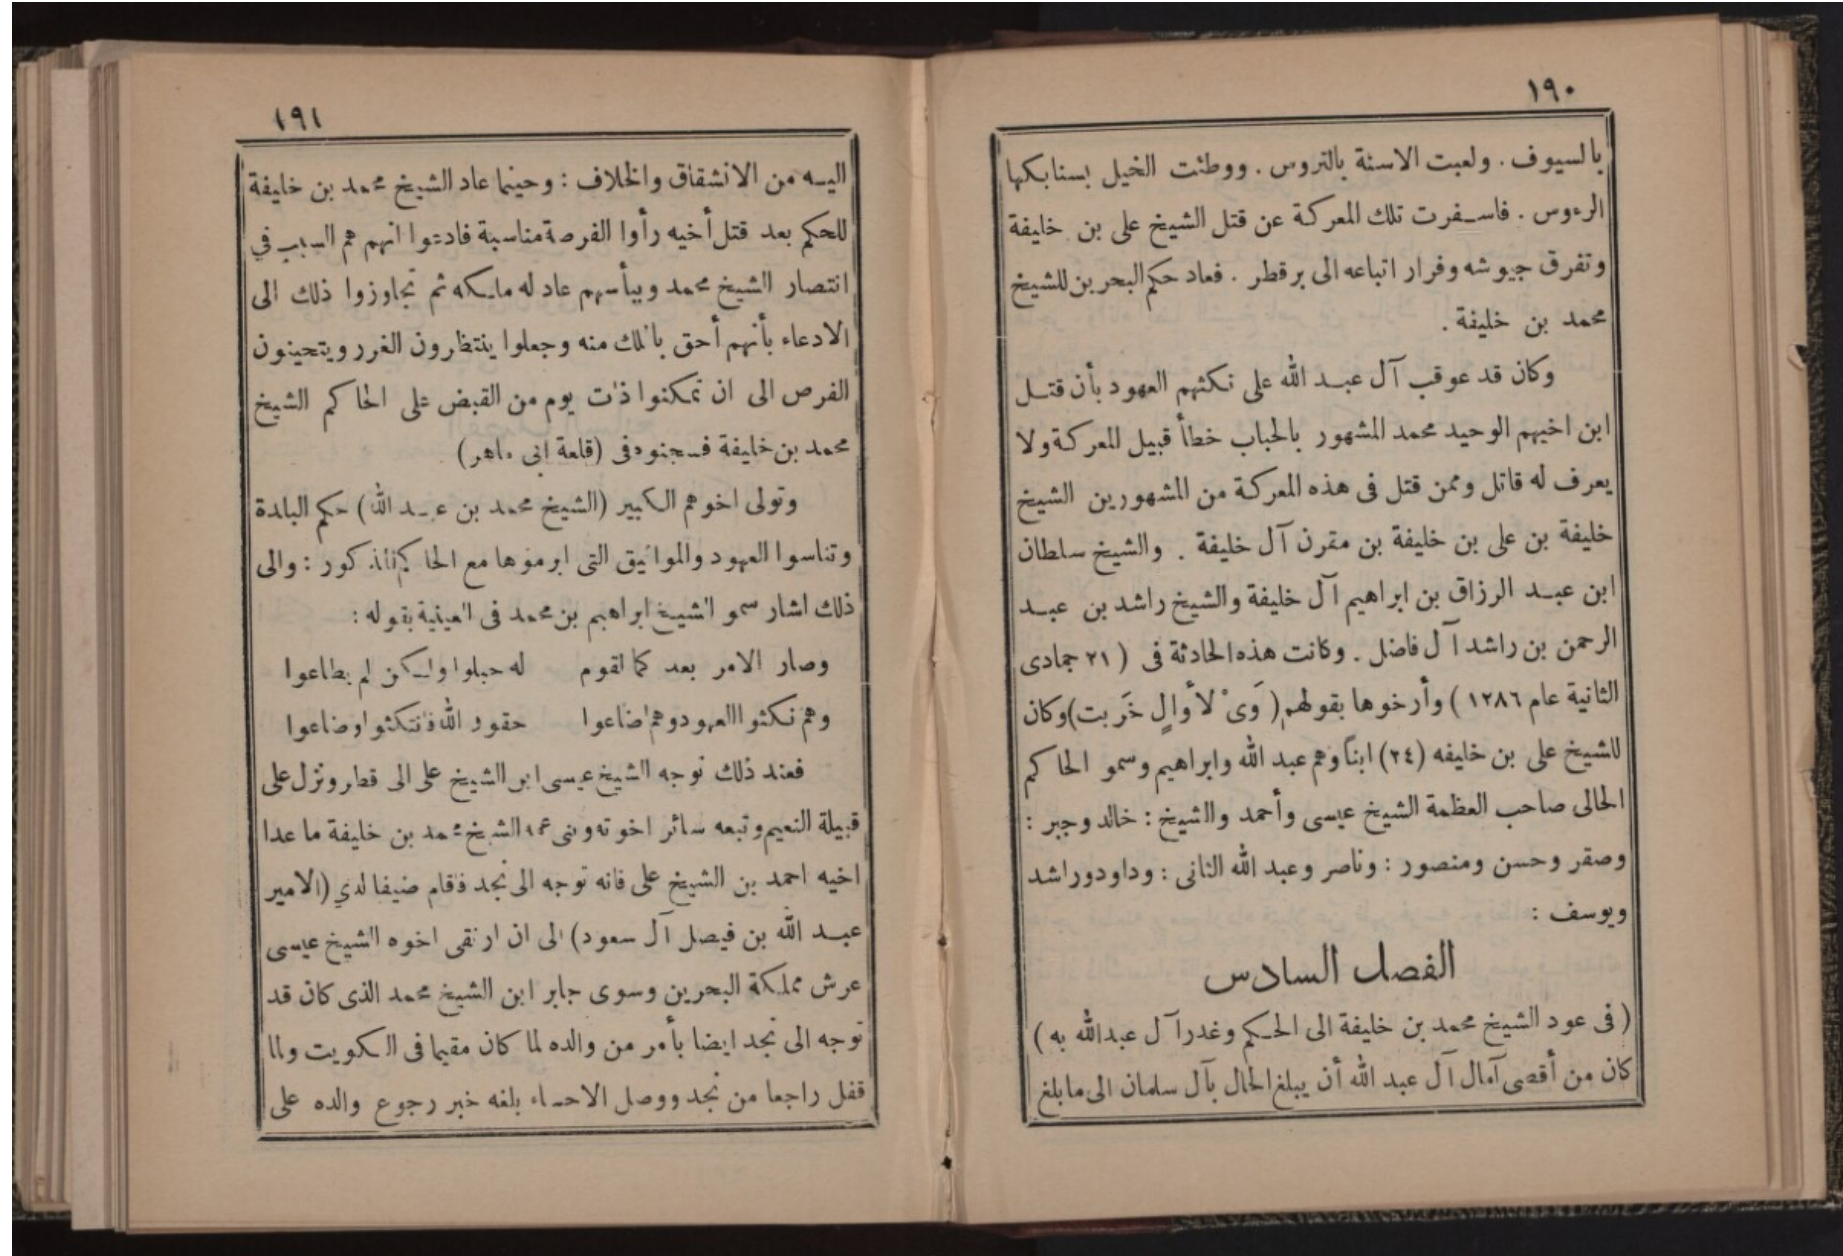 ١٩٠
بالسيوف . ولعبت الاسنة بالتروس . ووطئت الخيل بسنابكها
الرءوس . فاسفرت تلك المعركة عن قتل الشيخ على بن خليفة
وتفرق جيوشه وفرار اتباعه الى بر قطر . فعاد حكم البحرين للشيخ
محمد بن خليفة .
وكان قد عوقب آل عبد الله على نكثهم العهود بأن قتل
ابن اخيهم الوحيد محمد المشهور بالحباب خطأ قبيل المعركة ولا
يعرف له قاتل وممن قتل فى هذه المعركة من المشهورين الشيخ
خليفة بن على بن خليفة بن مقرن آل خليفة . والشيخ سلطان
ابن عبد الرزاق بن ابراهيم آل خليفة والشيخ راشد بن عبد
الرحمن بن راشد آل فاضل . وكانت هذه الحادثة فى ( ٢١ جمادى
الثانية عام ١٢٨٦ ) وأرخوها بقولهم ( وَىْ لأوالٍ خَربت ) وكان
للشيخ على بن خليفه (٢٤) ابناً وهم عبد الله وابراهيم وسمو الحاكم
الحالى صاحب العظمة الشيخ عيسى وأحمد والشيخ : خالد وجبر :
وصقر وحسن ومنصور : وناصر وعبد الله الثانى : وداود وراشد
ويوسف :
الفصل السادس
( فى عود الشيخ محمد بن خليفة الى الحكم وغدر آل عبدالله به )
كان من أقصى آمال آل عبد الله أن يبلغ الحال بآل سلمان الى ما بلغ
١٩١
اليه من الانشقاق والخلاف : وحينما عاد الشيخ محمد بن خليفة
للحكم بعد قتل أخيه رأوا الفرصة مناسبة فادعوا انهم هم السبب في
انتصار الشيخ محمد وببأسهم عاد له ملكه ثم تجاوزوا ذلك الى
الادعاء بأنهم أحق بالملك منه وجعلوا ينتظرون الغرر ويتحينون
الفرص الى ان تمكنوا ذات يوم من القبض على الحاكم الشيخ
محمد بن خليفة فسجنوه فى (قلعة ابى ماهر)
وتولى اخوهم الكبير (الشيخ محمد بن عبد الله) حكم البلدة
وتناسوا العهود والمواثيق التى ابرموها مع الحاكم المذكور : والى
ذلك اشار سمو الشيخ ابراهيم بن محمد فى العينية بقوله :
وصار الامر بعد كما لقوم له حبلوا ولكن لم يطاعوا
وهم نكثوا العهود وهم اضاعوا حقود الله فانتكثوا وضاعوا
فعند ذلك توجه الشيخ عيسى ابن الشيخ على الى قطر ونزل على
قبيلة النعيم وتبعه سائر اخوته وبنى عمه الشيخ محمد بن خليفة ما عدا
اخيه احمد بن الشيخ على فانه توجه الى نجد فاقام ضيفا لدي (الامير
عبد الله بن فيصل آل سعود) الى ان ارتقى اخوه الشيخ عيسى
عرش مملكة البحرين وسوى جابر ابن الشيخ محمد الذى كان قد
توجه الى نجد ايضا بأمر من والده لما كان مقيما فى الكويت ولما
قفل راجعا من نجد ووصل الاحساء بلغه خبر رجوع والده على